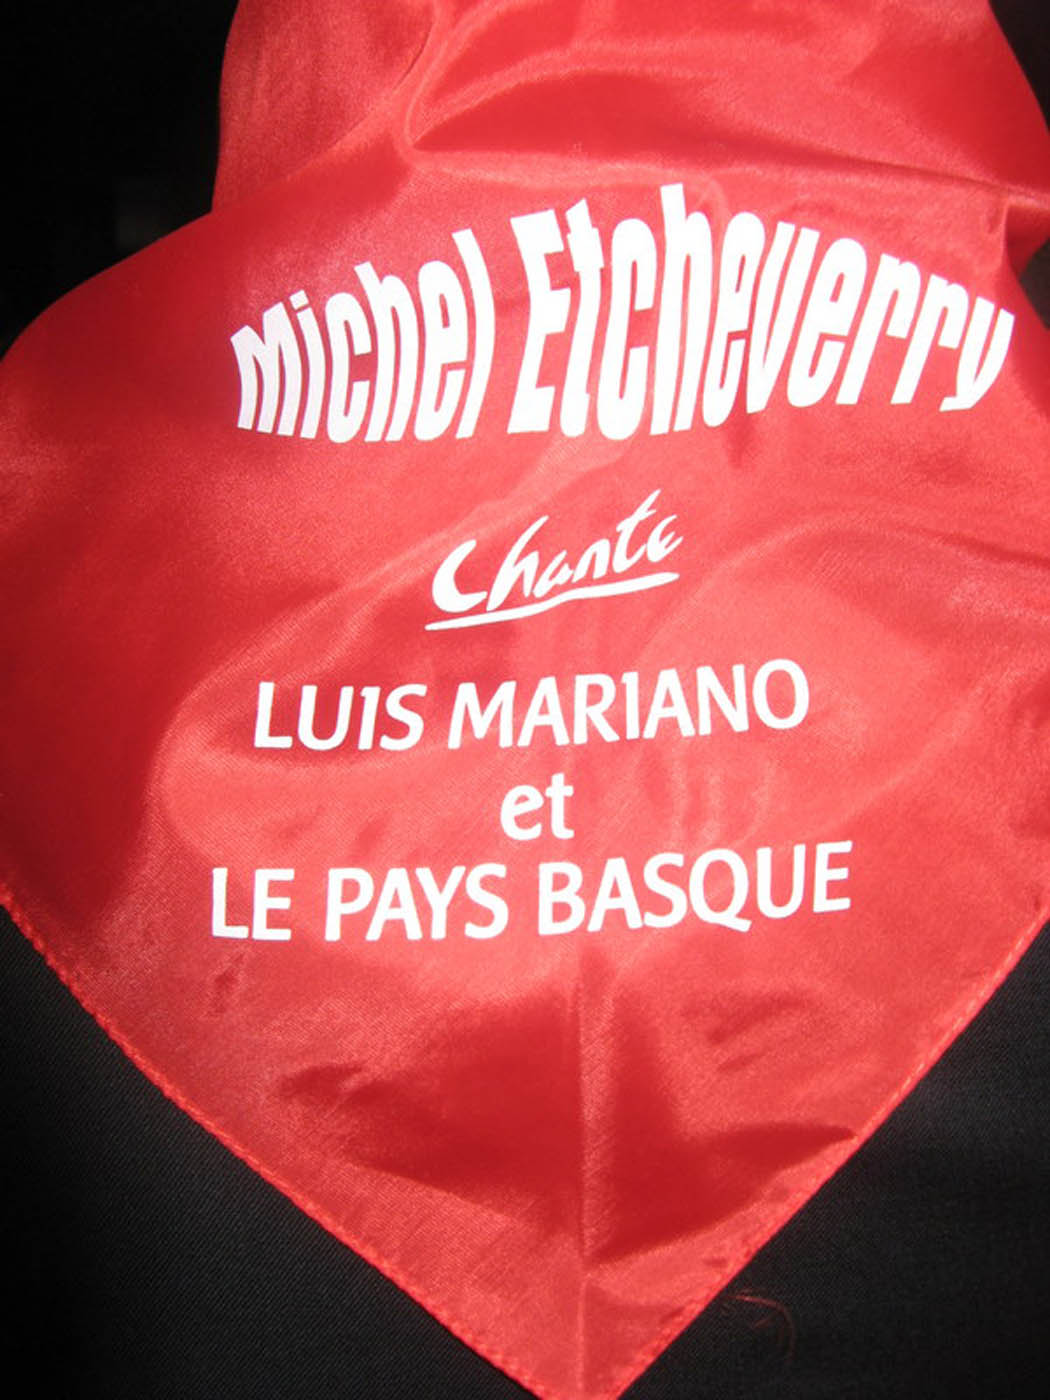 Michel Etcheverry
Chante
LUIS MARIANO
et
LE PAYS BASQUE